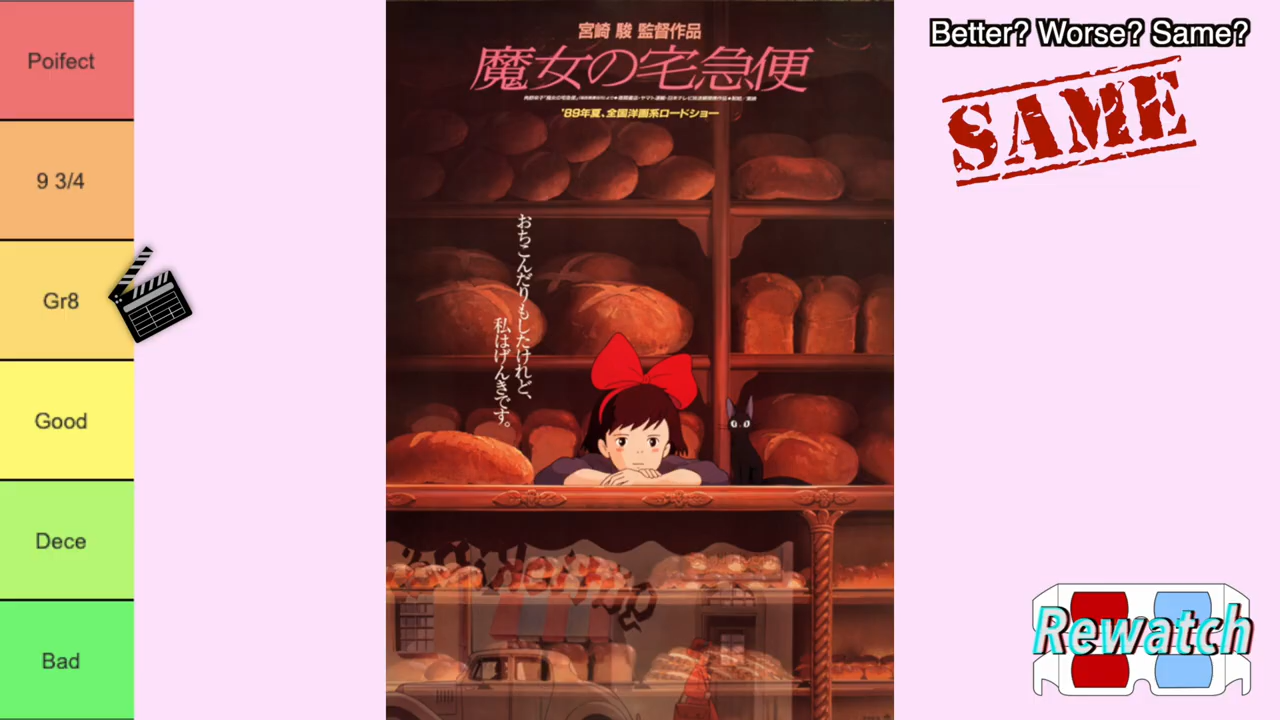 Poifect
9 3/4
Gr8
Good
Dece
Bad
宮崎 駿 監督作品
魔女の宅急便
'89年夏、全国洋画系ロードショー
おちこんだりもしたけれど、
私はげんきです。
Better? Worse? Same?
SAME
Rewatch